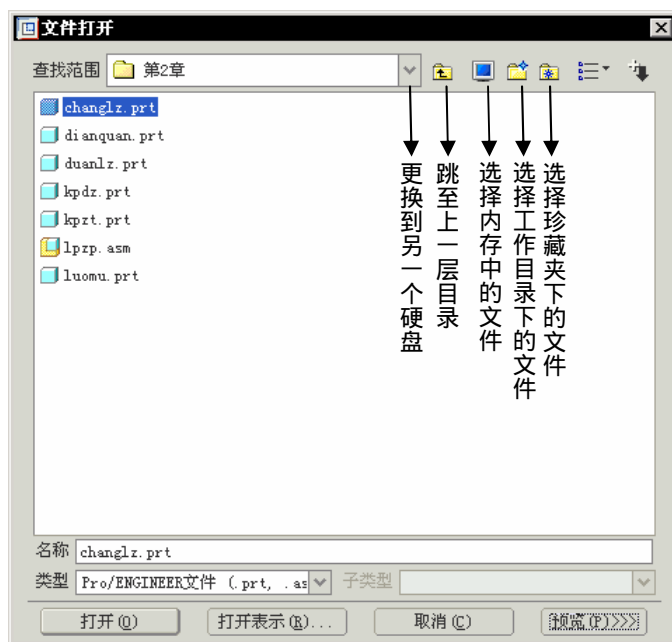 文件打开
查找范围 第2章
changlz.prt
dianquan.prt
duanlz.prt
kpdz.prt
kpzt.prt
lpzp.asm
luomu.prt
更换到另一个硬盘
跳至上一层目录
选择内存中的文件
选择工作目录下的文件
选择珍藏夹下的文件
名称 changlz.prt
类型 Pro/ENGINEER文件 (.prt, .as 子类型
打开(O) 打开表示(R)... 取消(C) 预览(P)>>>